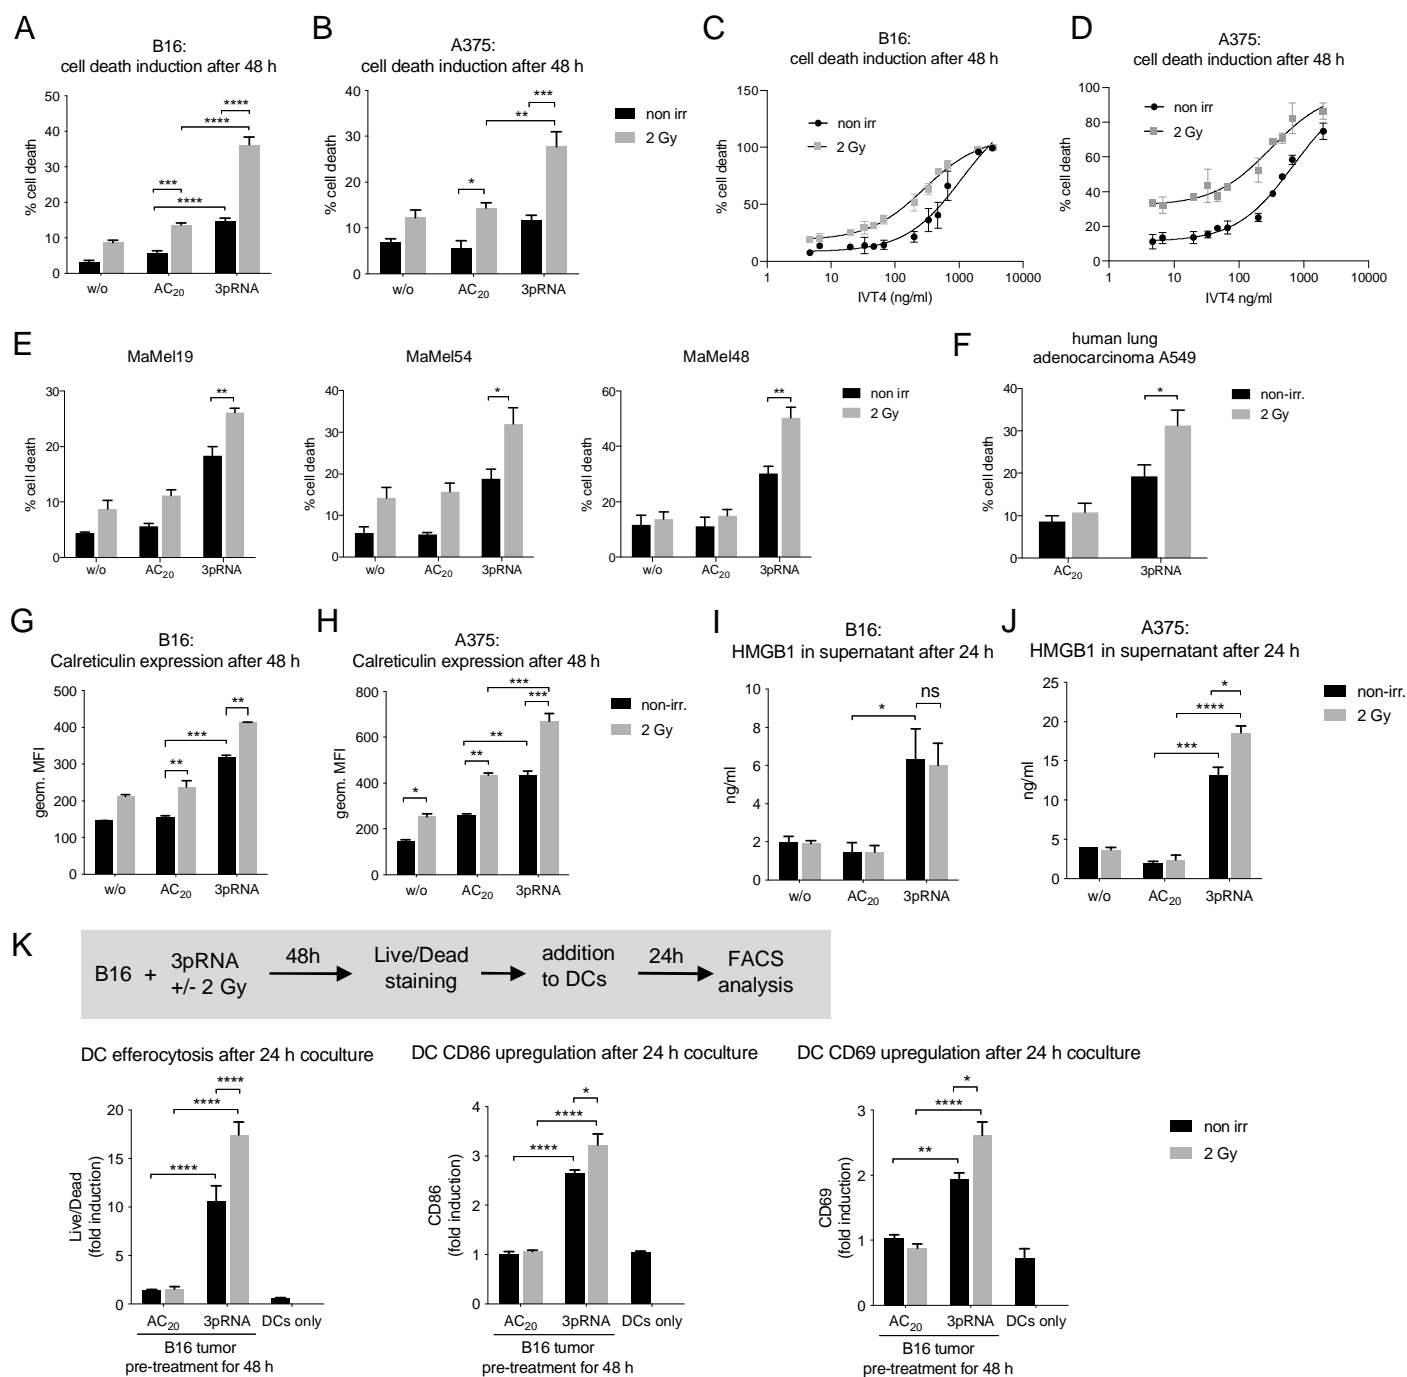 A
B16:
cell death induction after 48 h
% cell death
50
40
30
20
10
0
****
****
***
****
w/o
AC20
3pRNA
B
A375:
cell death induction after 48 h
% cell death
40
30
20
10
0
***
**
*
w/o
AC20
3pRNA
non irr
2 Gy
C
B16:
cell death induction after 48 h
% cell death
150
100
50
0
non irr
2 Gy
1
10
100
1000
10000
IVT4 (ng/ml)
D
A375:
cell death induction after 48 h
% cell death
100
80
60
40
20
0
non irr
2 Gy
1
10
100
1000
10000
IVT4 ng/ml
E
MaMel19
% cell death
30
20
10
0
**
w/o
AC20
3pRNA
MaMel54
% cell death
40
30
20
10
0
*
w/o
AC20
3pRNA
MaMel48
% cell death
60
40
20
0
**
w/o
AC20
3pRNA
non irr
2 Gy
F
human lung
adenocarcinoma A549
% cell death
40
30
20
10
0
*
AC20
3pRNA
non-irr.
2 Gy
G
B16:
Calreticulin expression after 48 h
geom. MFI
500
400
300
200
100
0
**
***
**
w/o
AC20
3pRNA
H
A375:
Calreticulin expression after 48 h
geom. MFI
800
600
400
200
0
***
***
**
**
*
w/o
AC20
3pRNA
non-irr.
2 Gy
I
B16:
HMGB1 in supernatant after 24 h
ng/ml
10
8
6
4
2
0
ns
*
w/o
AC20
3pRNA
J
A375:
HMGB1 in supernatant after 24 h
ng/ml
25
20
15
10
5
0
*
****
***
w/o
AC20
3pRNA
non-irr.
2 Gy
K
B16 + 3pRNA
+/- 2 Gy
48h
Live/Dead
staining
addition
to DCs
24h
FACS
analysis
DC efferocytosis after 24 h coculture
Live/Dead
(fold induction)
20
15
10
5
0
****
****
****
AC20
3pRNA
DCs only
B16 tumor
pre-treatment for 48 h
DC CD86 upregulation after 24 h coculture
CD86
(fold induction)
4
3
2
1
0
*
****
****
AC20
3pRNA
DCs only
B16 tumor
pre-treatment for 48 h
DC CD69 upregulation after 24 h coculture
CD69
(fold induction)
3
2
1
0
*
****
**
AC20
3pRNA
DCs only
B16 tumor
pre-treatment for 48 h
non irr
2 Gy